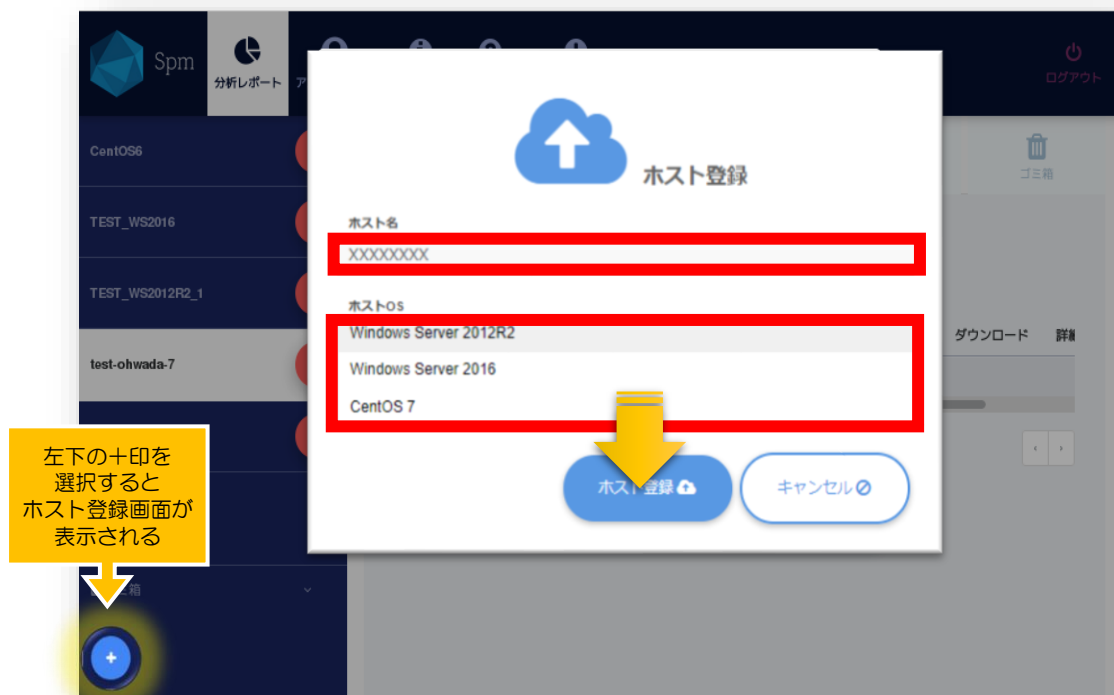 Spm
分析レポート
ア
ログアウト
CentOS6
TEST_WS2016
TEST_WS2012R2_1
test-ohwada-7
ゴミ箱
ホスト登録
ホスト名
XXXXXXXX
ホストOS
Windows Server 2012R2
Windows Server 2016
CentOS 7
ダウンロード 詳細
ホスト登録
キャンセル
左下の＋印を
選択すると
ホスト登録画面が
表示される
箱